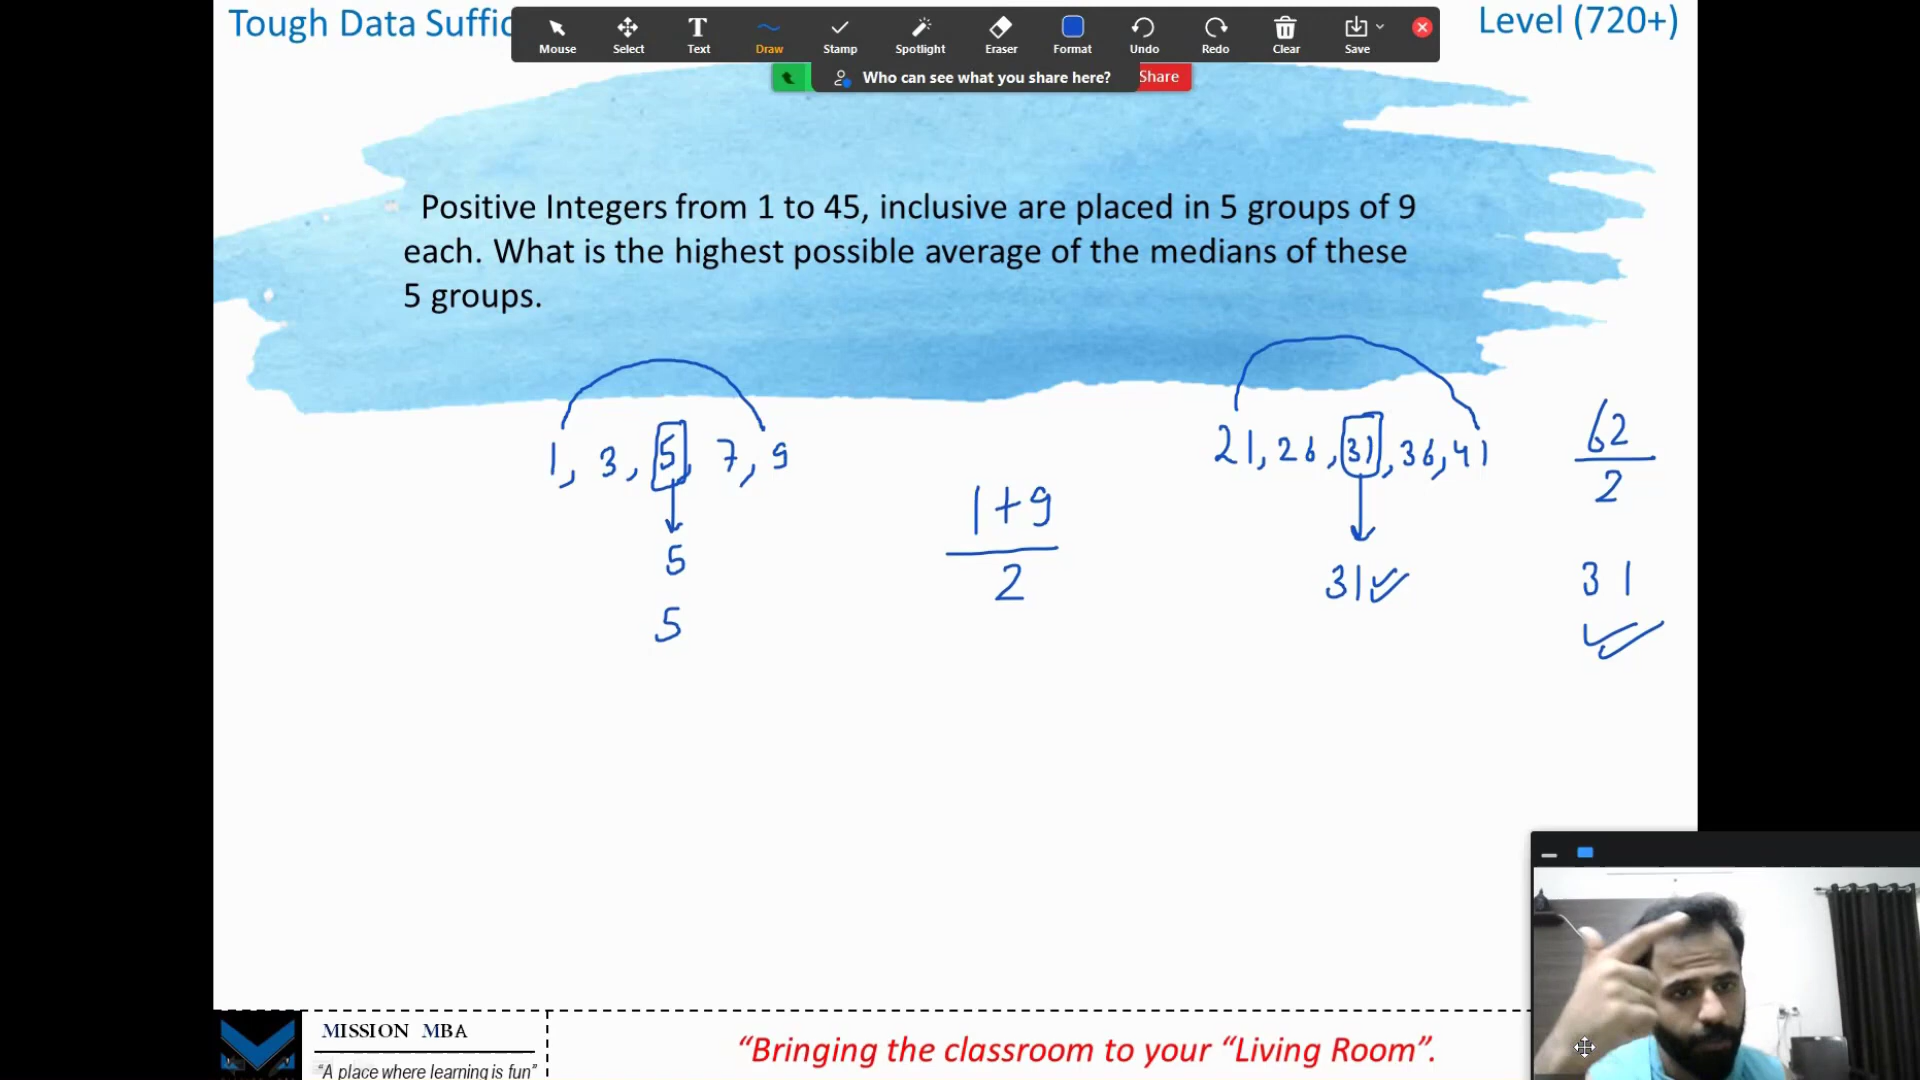 Tough Data Suffic
Level (720+)
Mouse
Select
Text
Draw
Stamp
Spotlight
Eraser
Format
Undo
Redo
Clear
Save
Who can see what you share here?
Share
Positive Integers from 1 to 45, inclusive are placed in 5 groups of 9
each. What is the highest possible average of the medians of these
5 groups.
1, 3, 5, 7, 9
5
5
1+9
2
21, 26, 31, 36, 41
31
62
2
31
MISSION MBA
"A place where learning is fun"
"Bringing the classroom to your "Living Room".